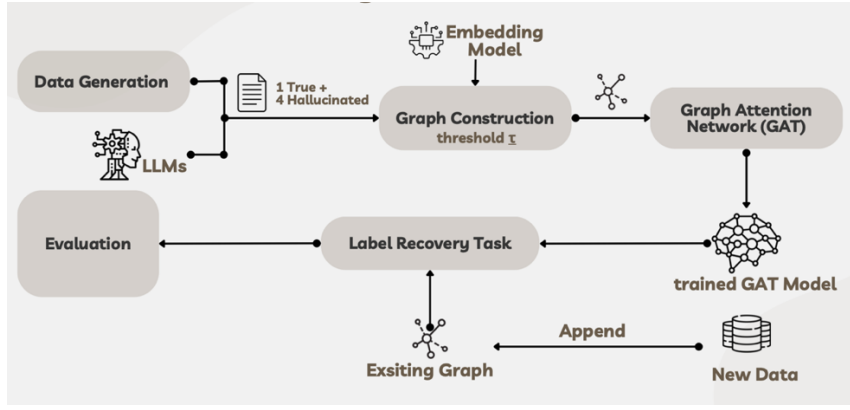 Embedding
Model
Data Generation
1 True +
4 Hallucinated
Graph Construction
threshold τ
Graph Attention
Network (GAT)
LLMs
Evaluation
Label Recovery Task
trained GAT Model
Append
Exsiting Graph
New Data